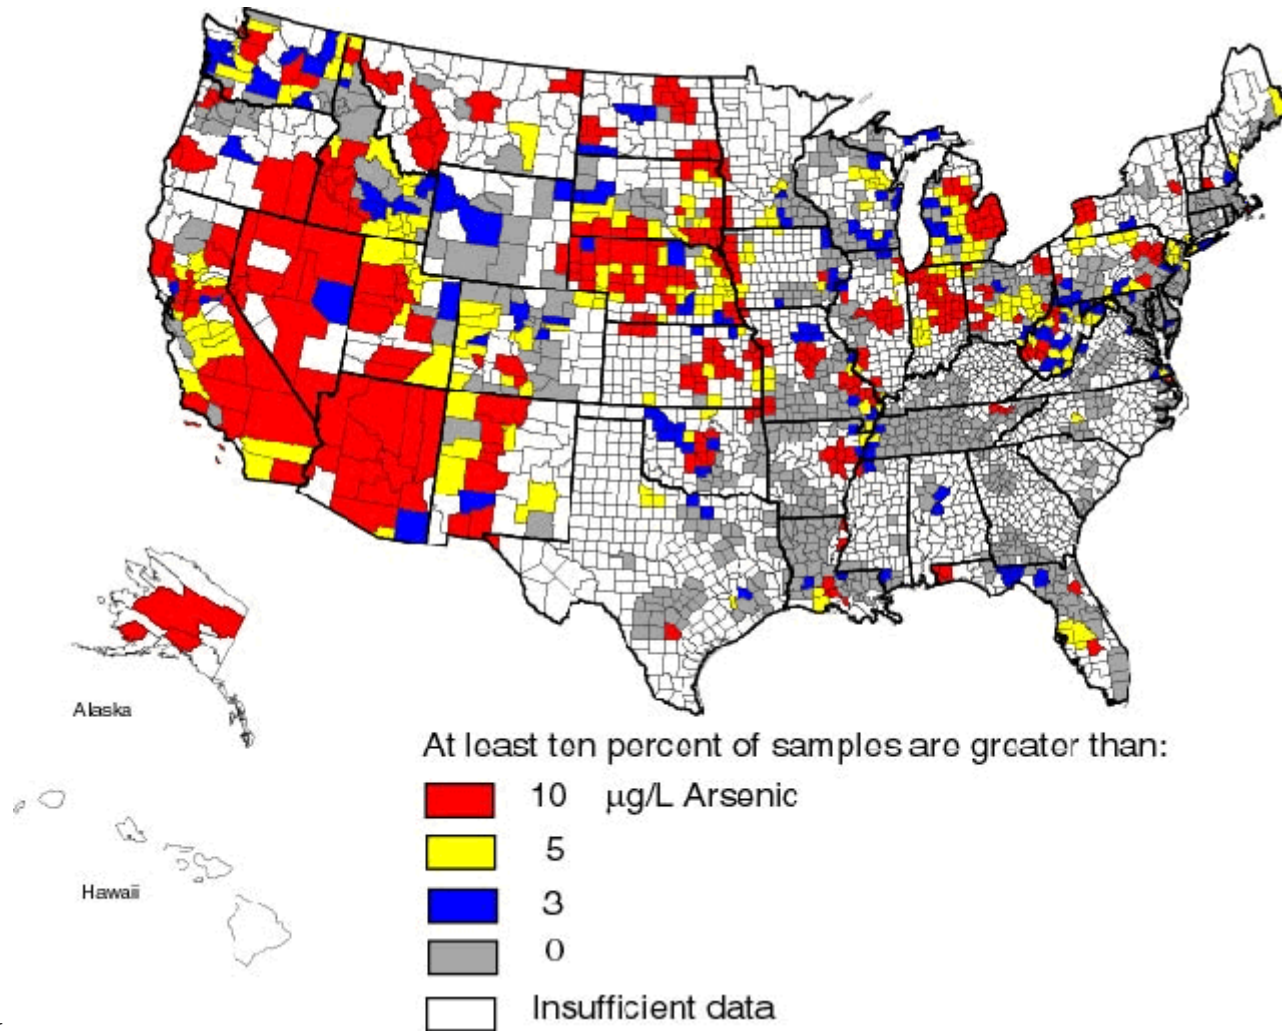 Alaska
Hawaii
At least ten percent of samples are greater than:
10 μg/L Arsenic
5
3
0
Insufficient data